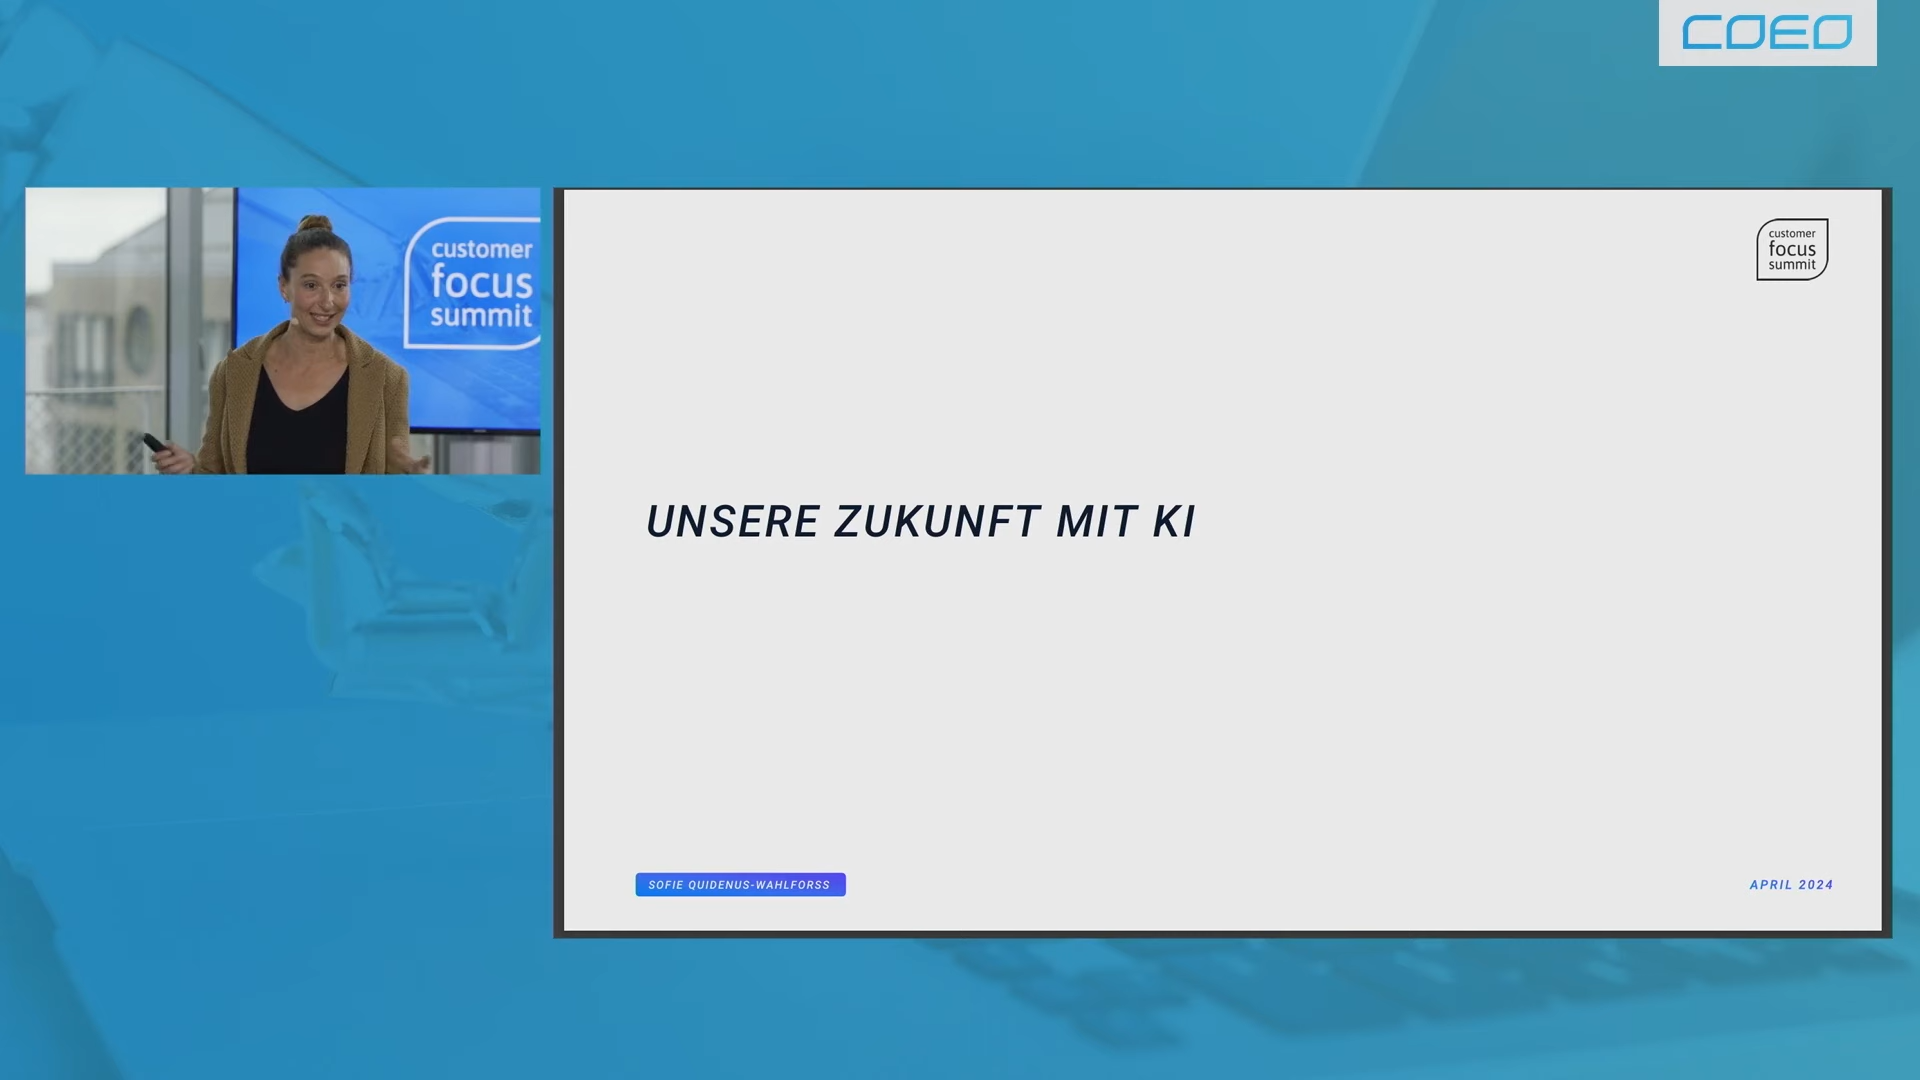 COEO
customer
focus
summit
customer
focus
summit
UNSERE ZUKUNFT MIT KI
SOFIE QUIDENUS-WAHLFORSS
APRIL 2024